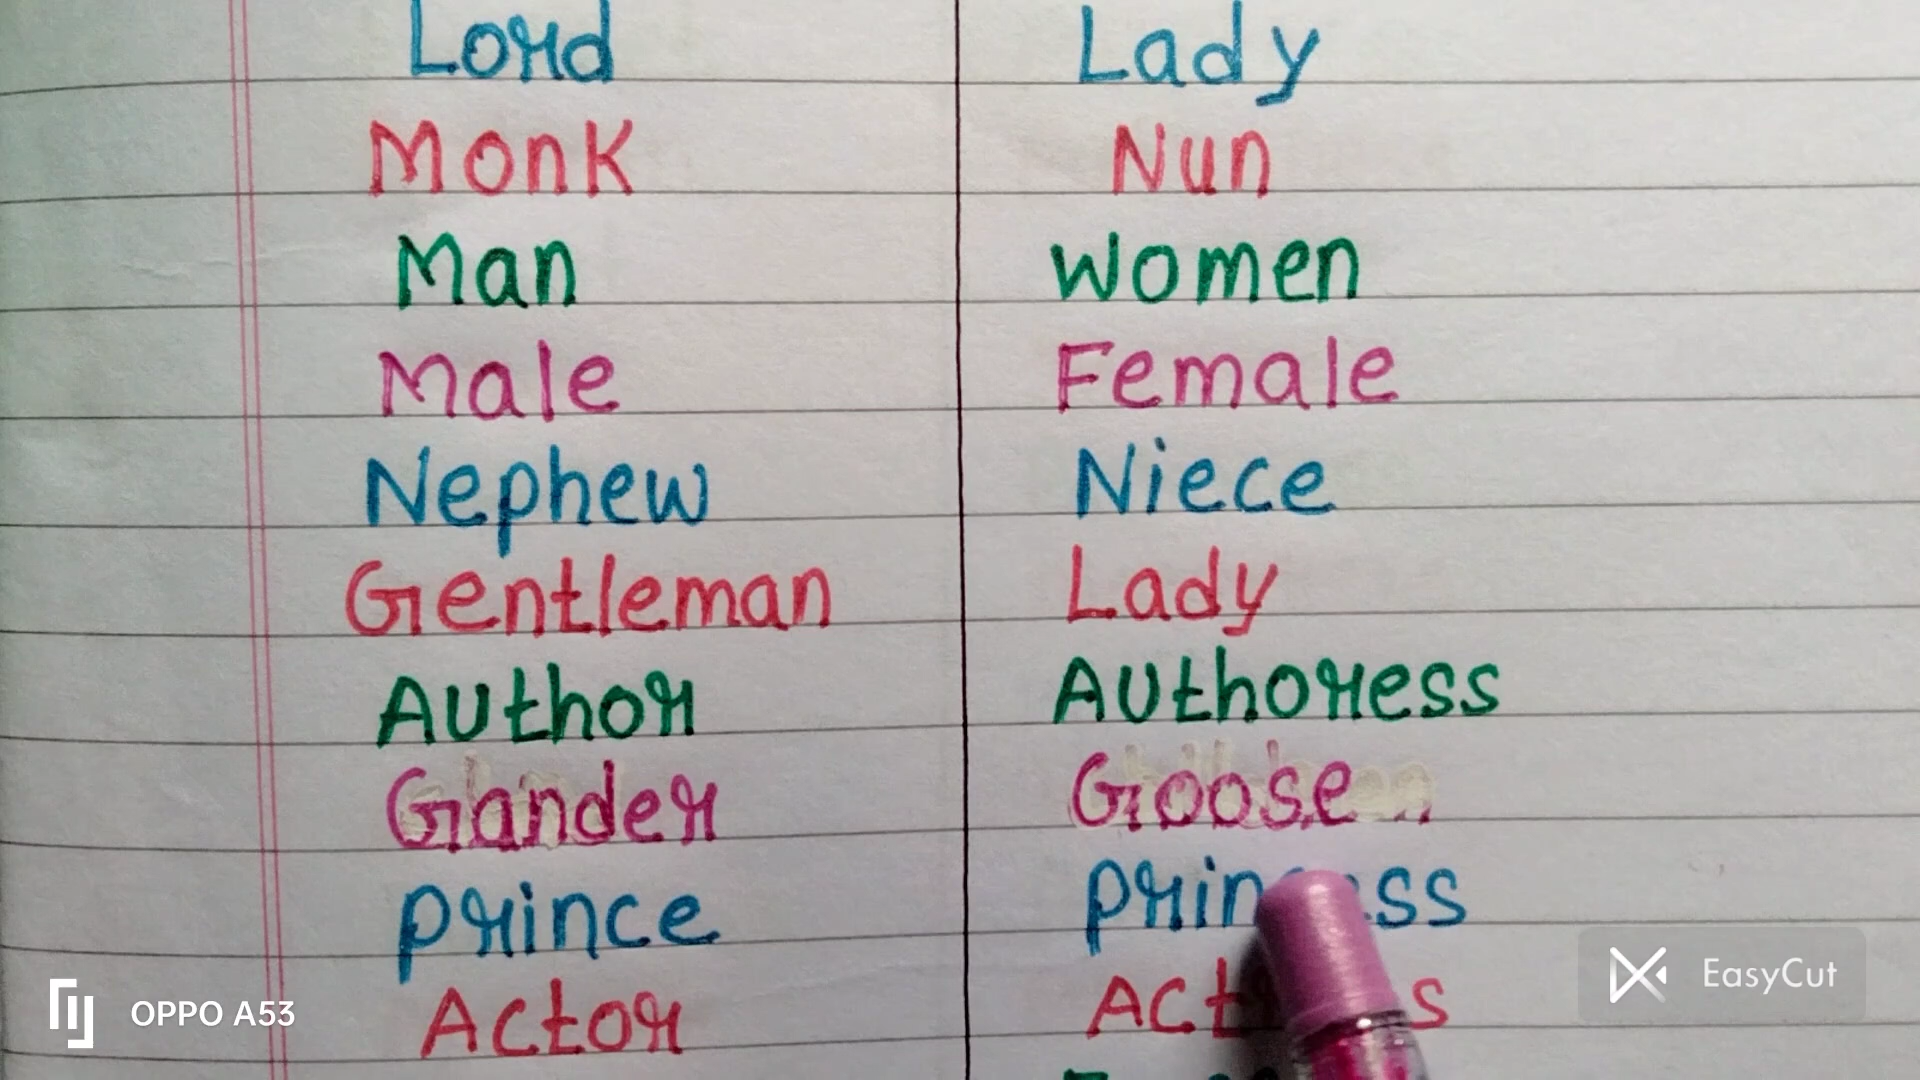 Lord Lady
Monk Nun
Man Women
Male Female
Nephew Niece
Gentleman Lady
Author Authoress
Gander Goose
Prince
Actor
OPPO A53
EasyCut